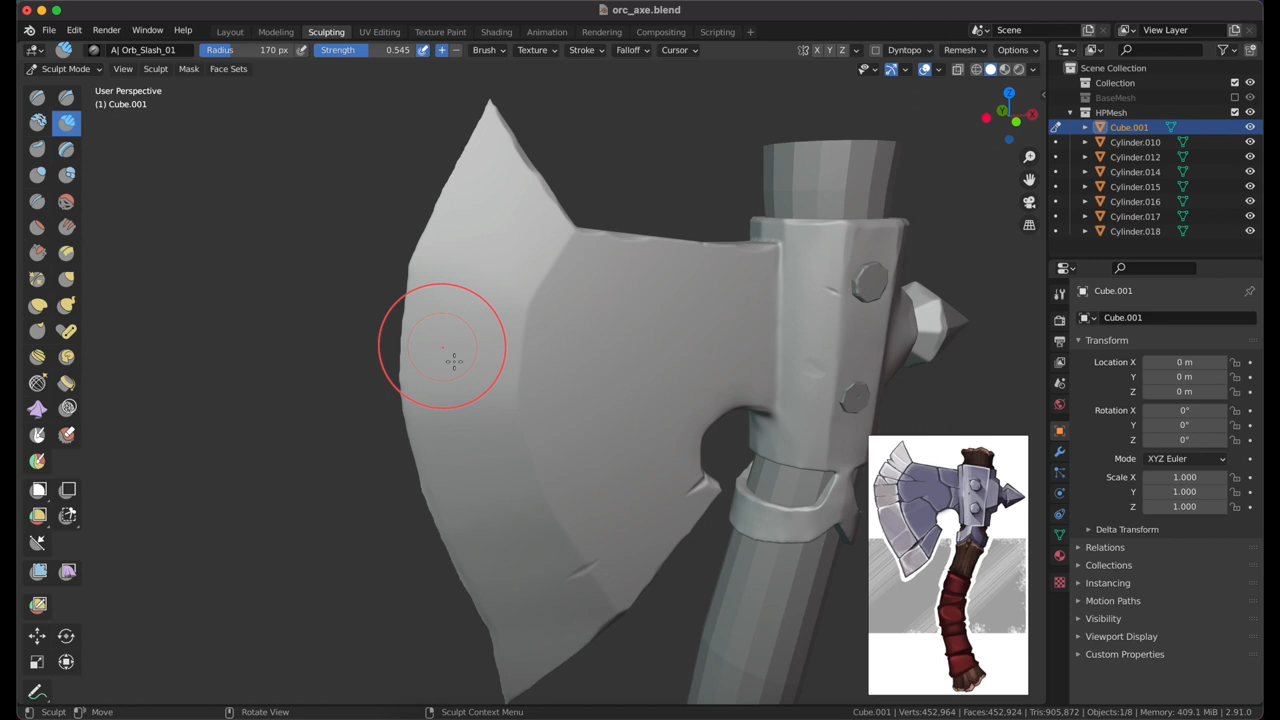 orc_axe.blend
File Edit Render Window Help Layout Modeling Sculpting UV Editing Texture Paint Shading Animation Rendering Compositing Scripting + Scene View Layer
A| Orb_Slash_01 Radius 170 px Strength 0.545 Brush Texture Stroke Falloff Cursor X Y Z Dyntopo Remesh Options
Sculpt Mode View Sculpt Mask Face Sets
Scene Collection
Collection
BaseMesh
HPMesh
Cube.001
Cylinder.010
Cylinder.012
Cylinder.014
Cylinder.015
Cylinder.016
Cylinder.017
Cylinder.018
User Perspective
(1) Cube.001
Z
Y
X
Cube.001
Cube.001
Transform
Location X 0 m
Y 0 m
Z 0 m
Rotation X 0°
Y 0°
Z 0°
Mode XYZ Euler
Scale X 1.000
Y 1.000
Z 1.000
Delta Transform
Relations
Collections
Instancing
Motion Paths
Visibility
Viewport Display
Custom Properties
Sculpt Move Rotate View Sculpt Context Menu Cube.001 | Verts:452,964 | Faces:452,924 | Tris:905,872 | Objects:1/8 | Memory: 409.1 MiB | 2.91.0